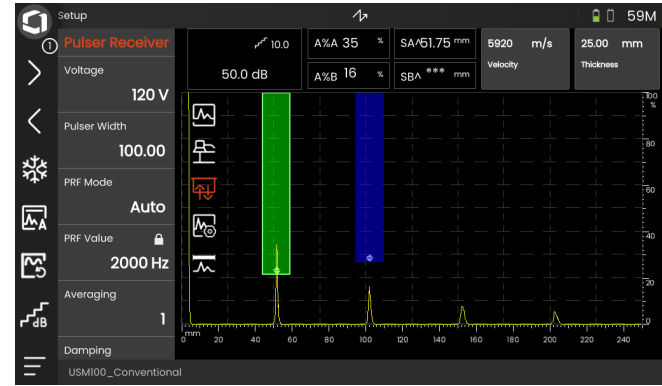 Setup
59M
1
Pulser Receiver
10.0
50.0 dB
A%A 35 %
A%B 16 %
SA^51.75 mm
SB^ *** mm
5920 m/s
Velocity
25.00 mm
Thickness
Voltage
120 V
Pulser Width
100.00
PRF Mode
Auto
PRF Value
2000 Hz
Averaging
1
Damping
A
dB
100
%
80
60
40
20
0
0 mm 20 40 60 80 100 120 140 160 180 200 220 240
USM100_Conventional